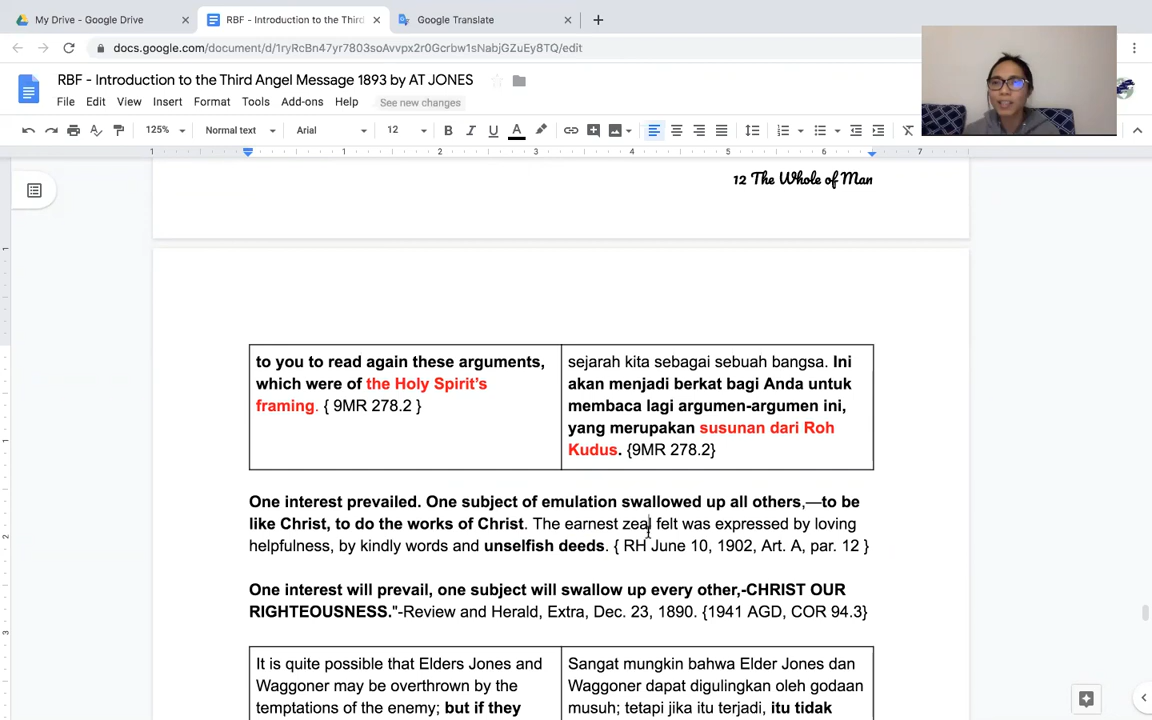 My Drive - Google Drive
RBF - Introduction to the Third
Google Translate
docs.google.com/document/d/1ryRcBn47yr7803soAvpx2r0Gcrbw1sNabjGZuEy8TQ/edit
RBF - Introduction to the Third Angel Message 1893 by AT JONES
File Edit View Insert Format Tools Add-ons Help See new changes
125% Normal text Arial 12 B I U A
1 1 2 3 4 5 6 7
12 The Whole of Man
to you to read again these arguments,
which were of the Holy Spirit's
framing. { 9MR 278.2 }
sejarah kita sebagai sebuah bangsa. Ini
akan menjadi berkat bagi Anda untuk
membaca lagi argumen-argumen ini,
yang merupakan susunan dari Roh
Kudus. {9MR 278.2}
One interest prevailed. One subject of emulation swallowed up all others,—to be
like Christ, to do the works of Christ. The earnest zeal felt was expressed by loving
helpfulness, by kindly words and unselfish deeds. { RH June 10, 1902, Art. A, par. 12 }
One interest will prevail, one subject will swallow up every other,-CHRIST OUR
RIGHTEOUSNESS."-Review and Herald, Extra, Dec. 23, 1890. {1941 AGD, COR 94.3}
It is quite possible that Elders Jones and
Waggoner may be overthrown by the
temptations of the enemy; but if they
Sangat mungkin bahwa Elder Jones dan
Waggoner dapat digulingkan oleh godaan
musuh; tetapi jika itu terjadi, itu tidak